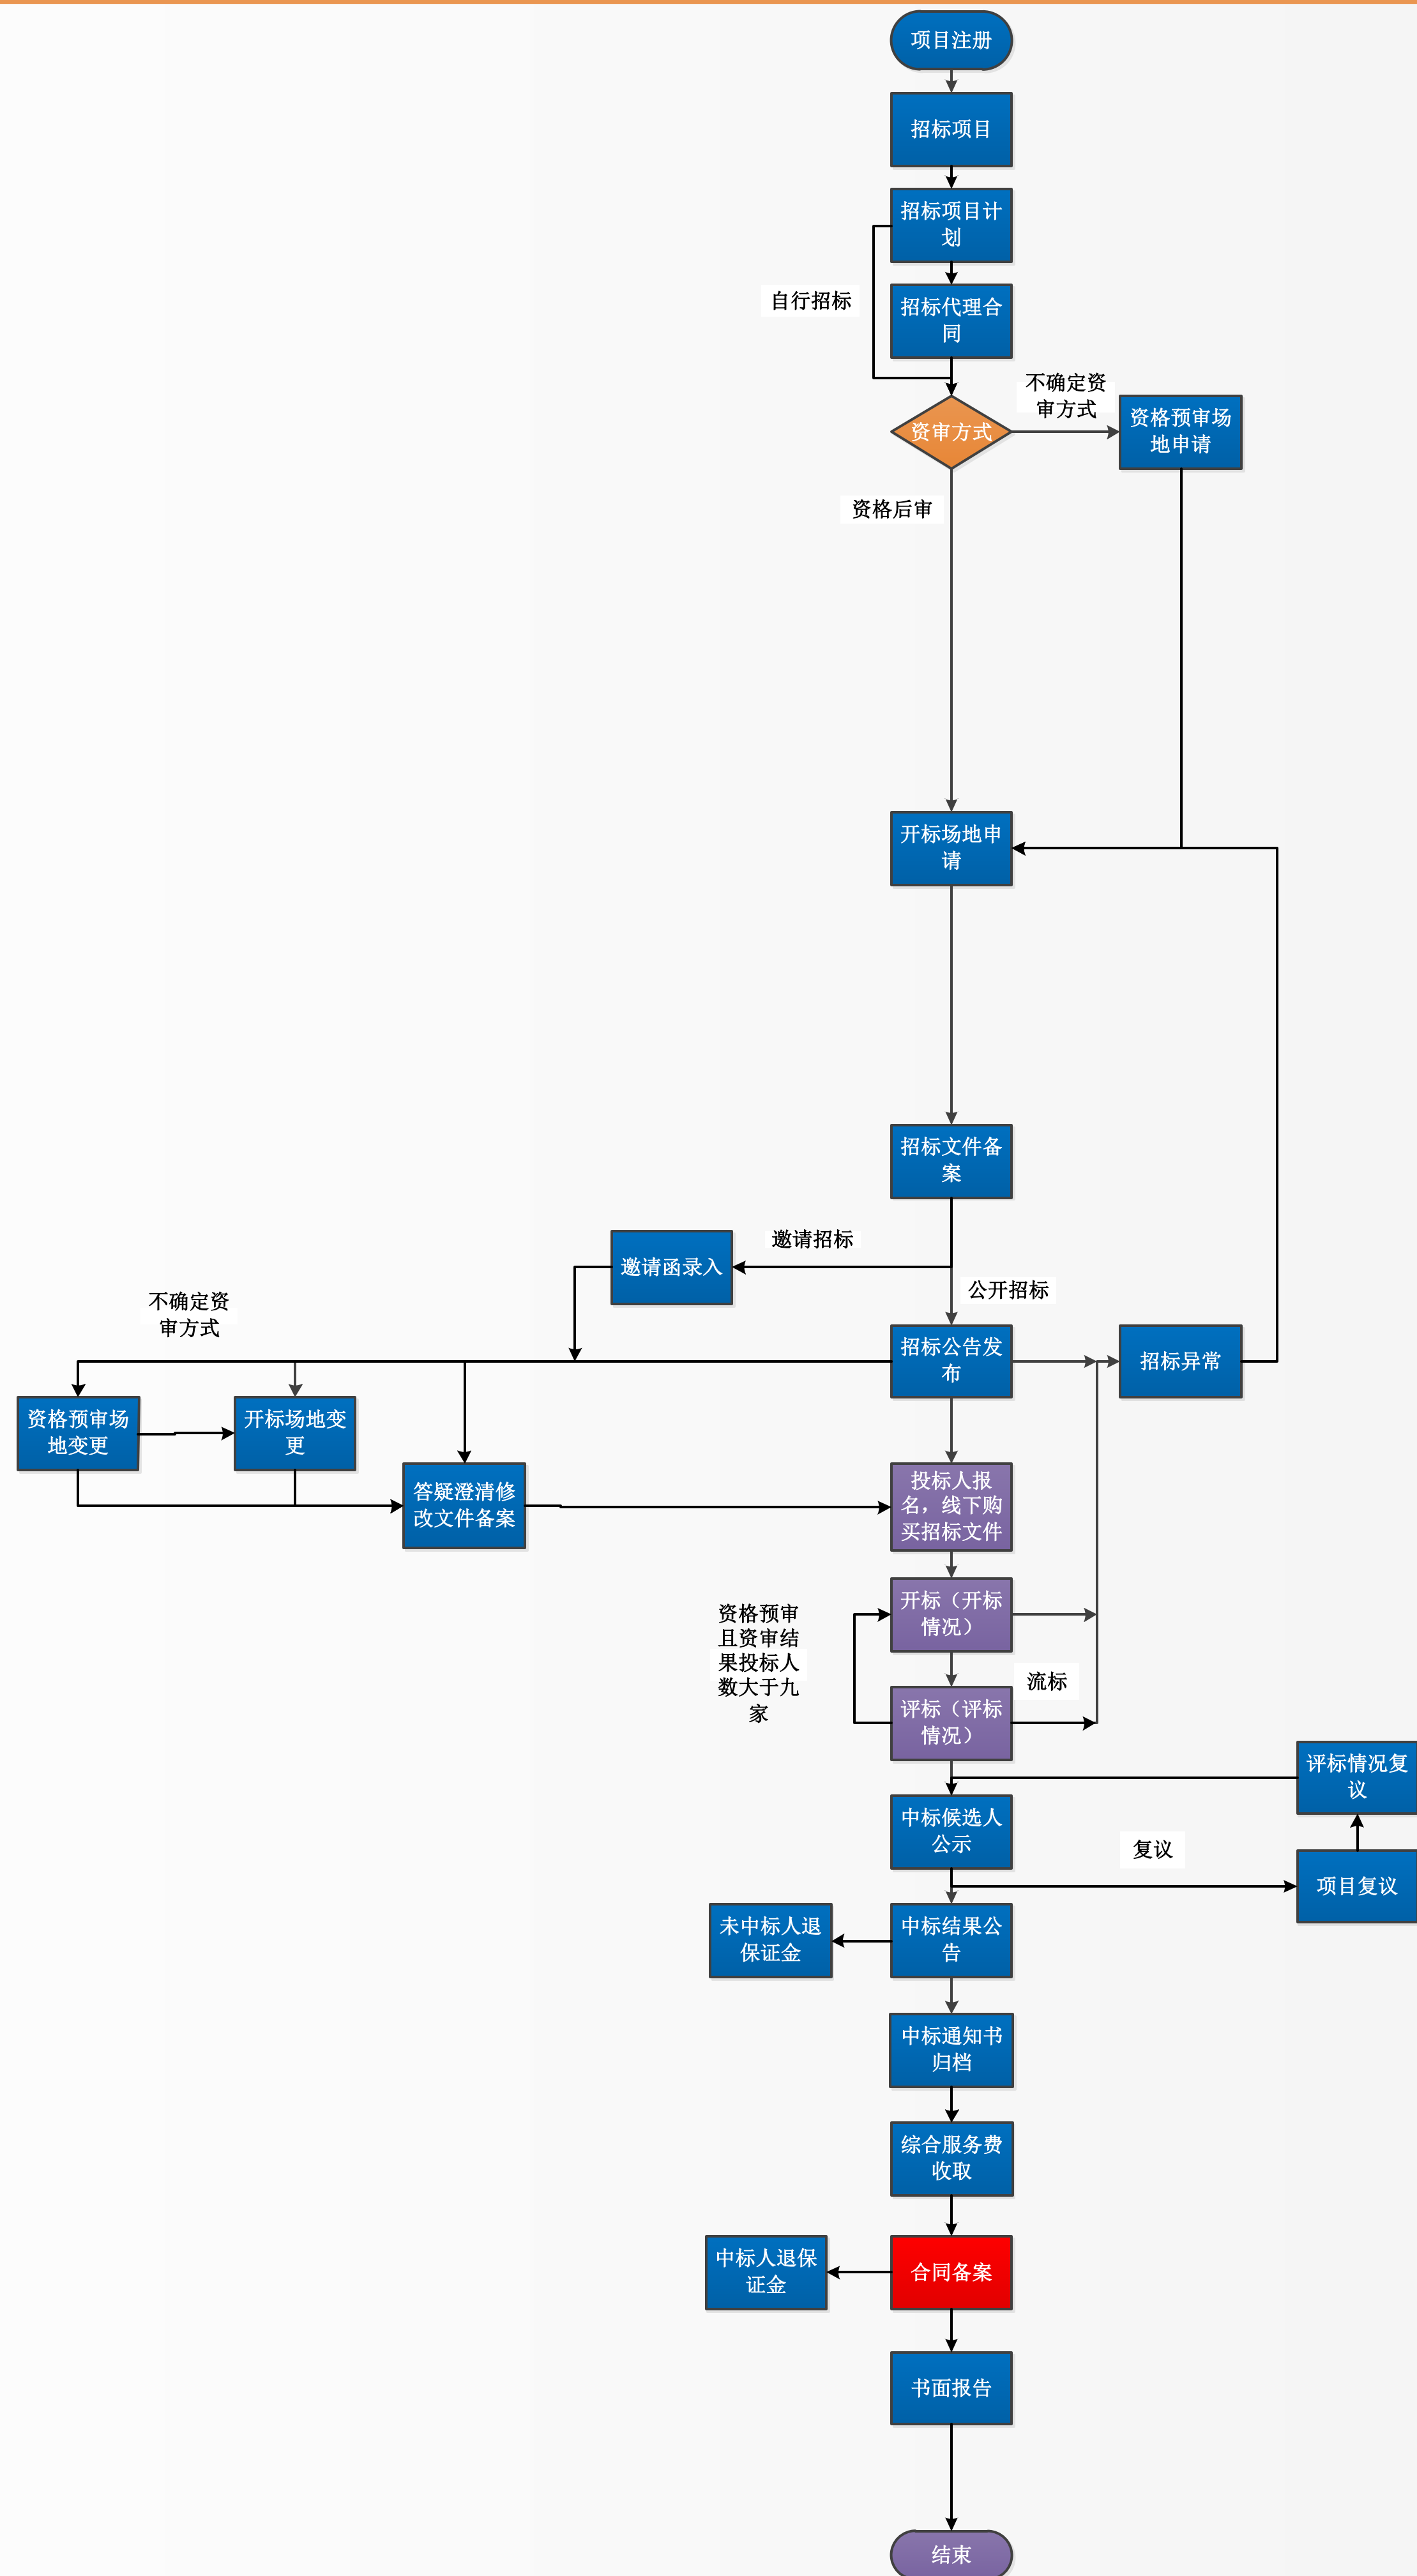 项目注册
招标项目
招标项目计
划
自行招标
招标代理合
同
不确定资
审方式
资审方式
资格预审场
地申请
资格后审
开标场地申
请
招标文件备
案
邀请招标
邀请函录入
公开招标
不确定资
审方式
招标公告发
布
招标异常
资格预审场
地变更
开标场地变
更
答疑澄清修
改文件备案
投标人报
名，线下购
买招标文件
开标（开标
情况）
资格预审
且资审结
果投标人
数大于九
家
流标
评标（评标
情况）
评标情况复
议
中标候选人
公示
复议
项目复议
未中标人退
保证金
中标结果公
告
中标通知书
归档
综合服务费
收取
中标人退保
证金
合同备案
书面报告
结束